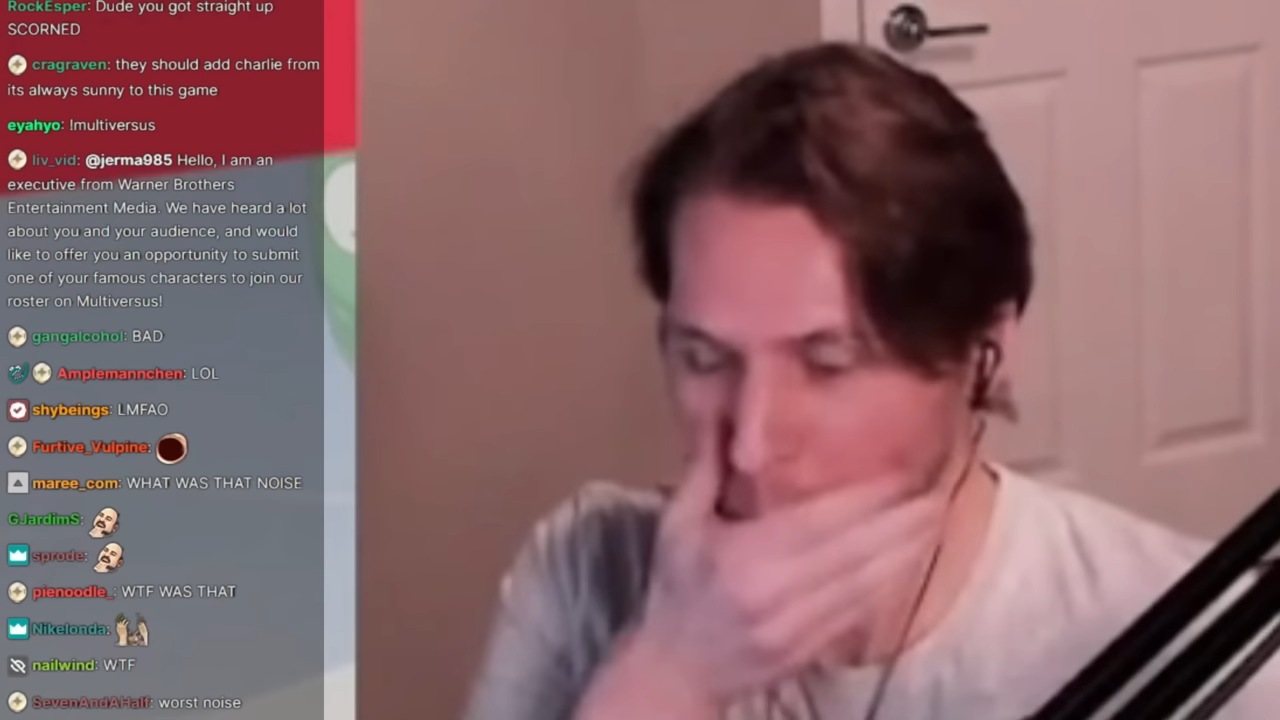 RockEsper: Dude you got straight up
SCORNED
cragraven: they should add charlie from
its always sunny to this game
eyahyo: !multiversus
liv_vid: @jerma985 Hello, I am an
executive from Warner Brothers
Entertainment Media. We have heard a lot
about you and your audience, and would
like to offer you an opportunity to submit
one of your famous characters to join our
roster on Multiversus!
gangalcohol: BAD
Amplemannchen: LOL
shybeings: LMFAO
Furtive_Vulpine:
maree_com: WHAT WAS THAT NOISE
GJardimS:
sprode:
pienoodle_: WTF WAS THAT
Nikelonda:
nailwind: WTF
SevenAndAHalf: worst noise